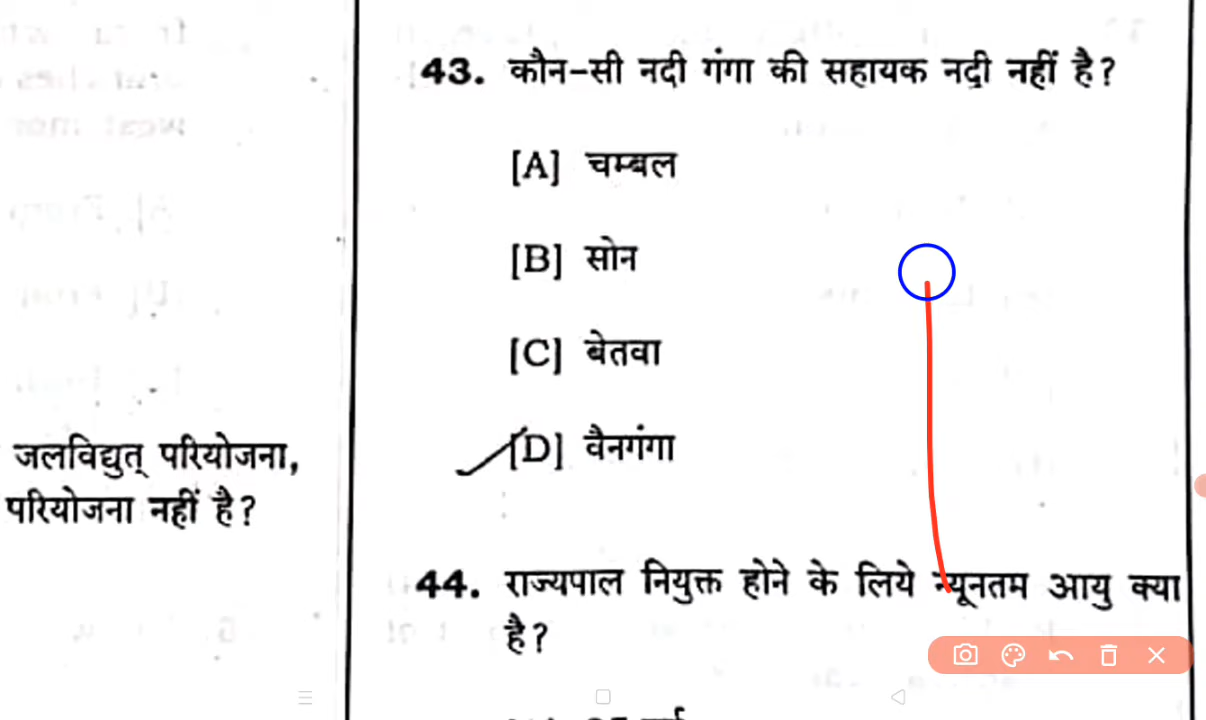 43. कौन-सी नदी गंगा की सहायक नदी नहीं है?
[A] चम्बल
[B] सोन
[C] बेतवा
[D] वैनगंगा
जलविद्युत् परियोजना,
परियोजना नहीं है?
44. राज्यपाल नियुक्त होने के लिये न्यूनतम आयु क्या
है?